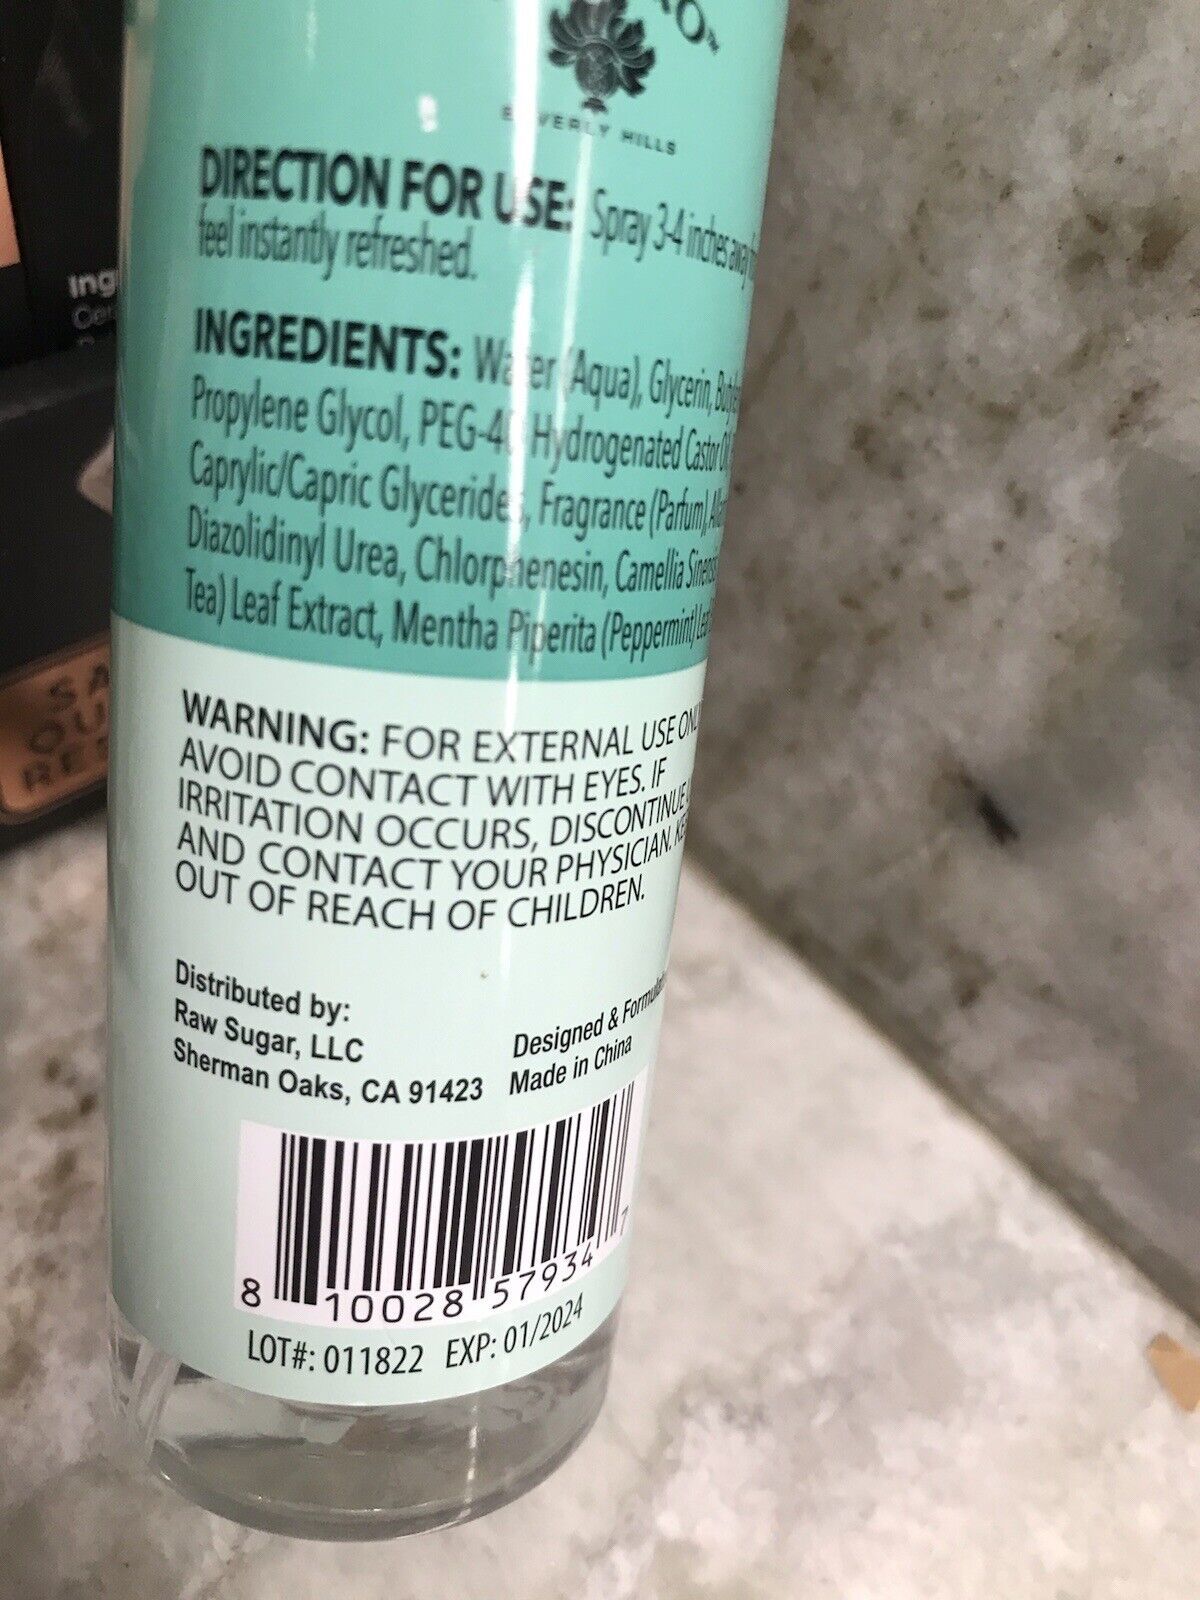 BEVERLY HILLS
DIRECTION FOR USE: Spray 3-4 inches away
feel instantly refreshed.
INGREDIENTS: Water (Aqua), Glycerin,
Propylene Glycol, PEG-40 Hydrogenated Castor Oil
Caprylic/Capric Glycerides, Fragrance (Parfum),
Diazolidinyl Urea, Chlorphenesin, Camellia
Tea) Leaf Extract, Mentha Piperita (Peppermint)
WARNING: FOR EXTERNAL USE
AVOID CONTACT WITH EYES. IF
IRRITATION OCCURS, DISCONTINUE
AND CONTACT YOUR PHYSICIAN.
OUT OF REACH OF CHILDREN.
Distributed by:
Raw Sugar, LLC
Sherman Oaks, CA 91423
Designed &
Made in China
8 10028 57934 7
LOT#: 011822 EXP: 01/2024